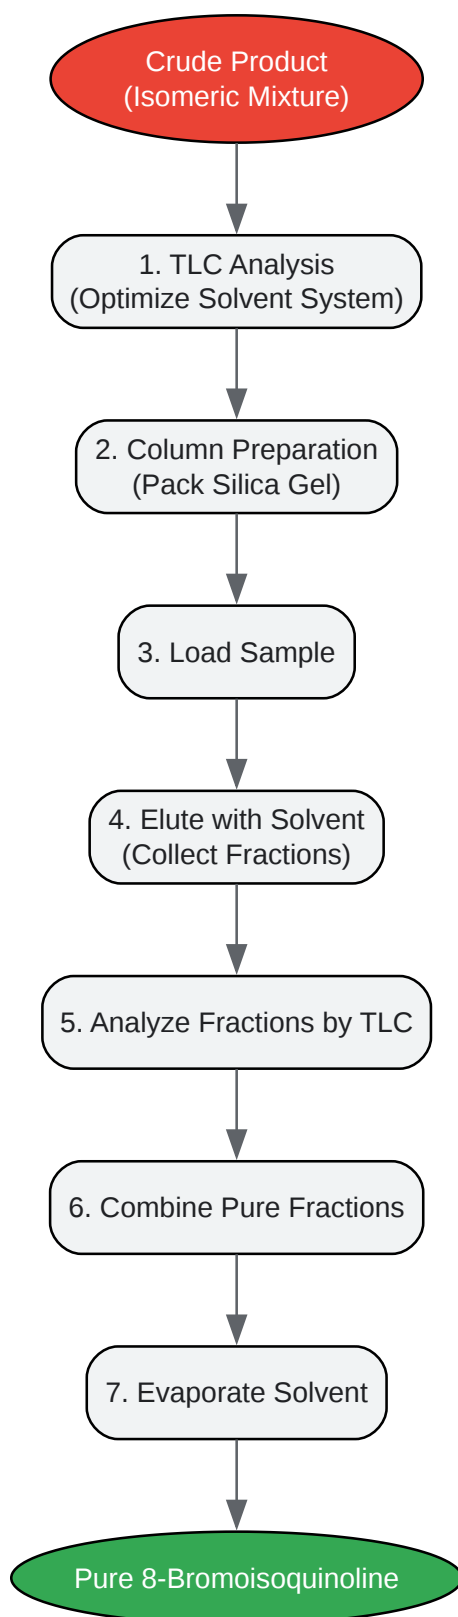 Crude Product
(Isomeric Mixture)
1. TLC Analysis
(Optimize Solvent System)
2. Column Preparation
(Pack Silica Gel)
3. Load Sample
4. Elute with Solvent
(Collect Fractions)
5. Analyze Fractions by TLC
6. Combine Pure Fractions
7. Evaporate Solvent
Pure 8-Bromoisoquinoline